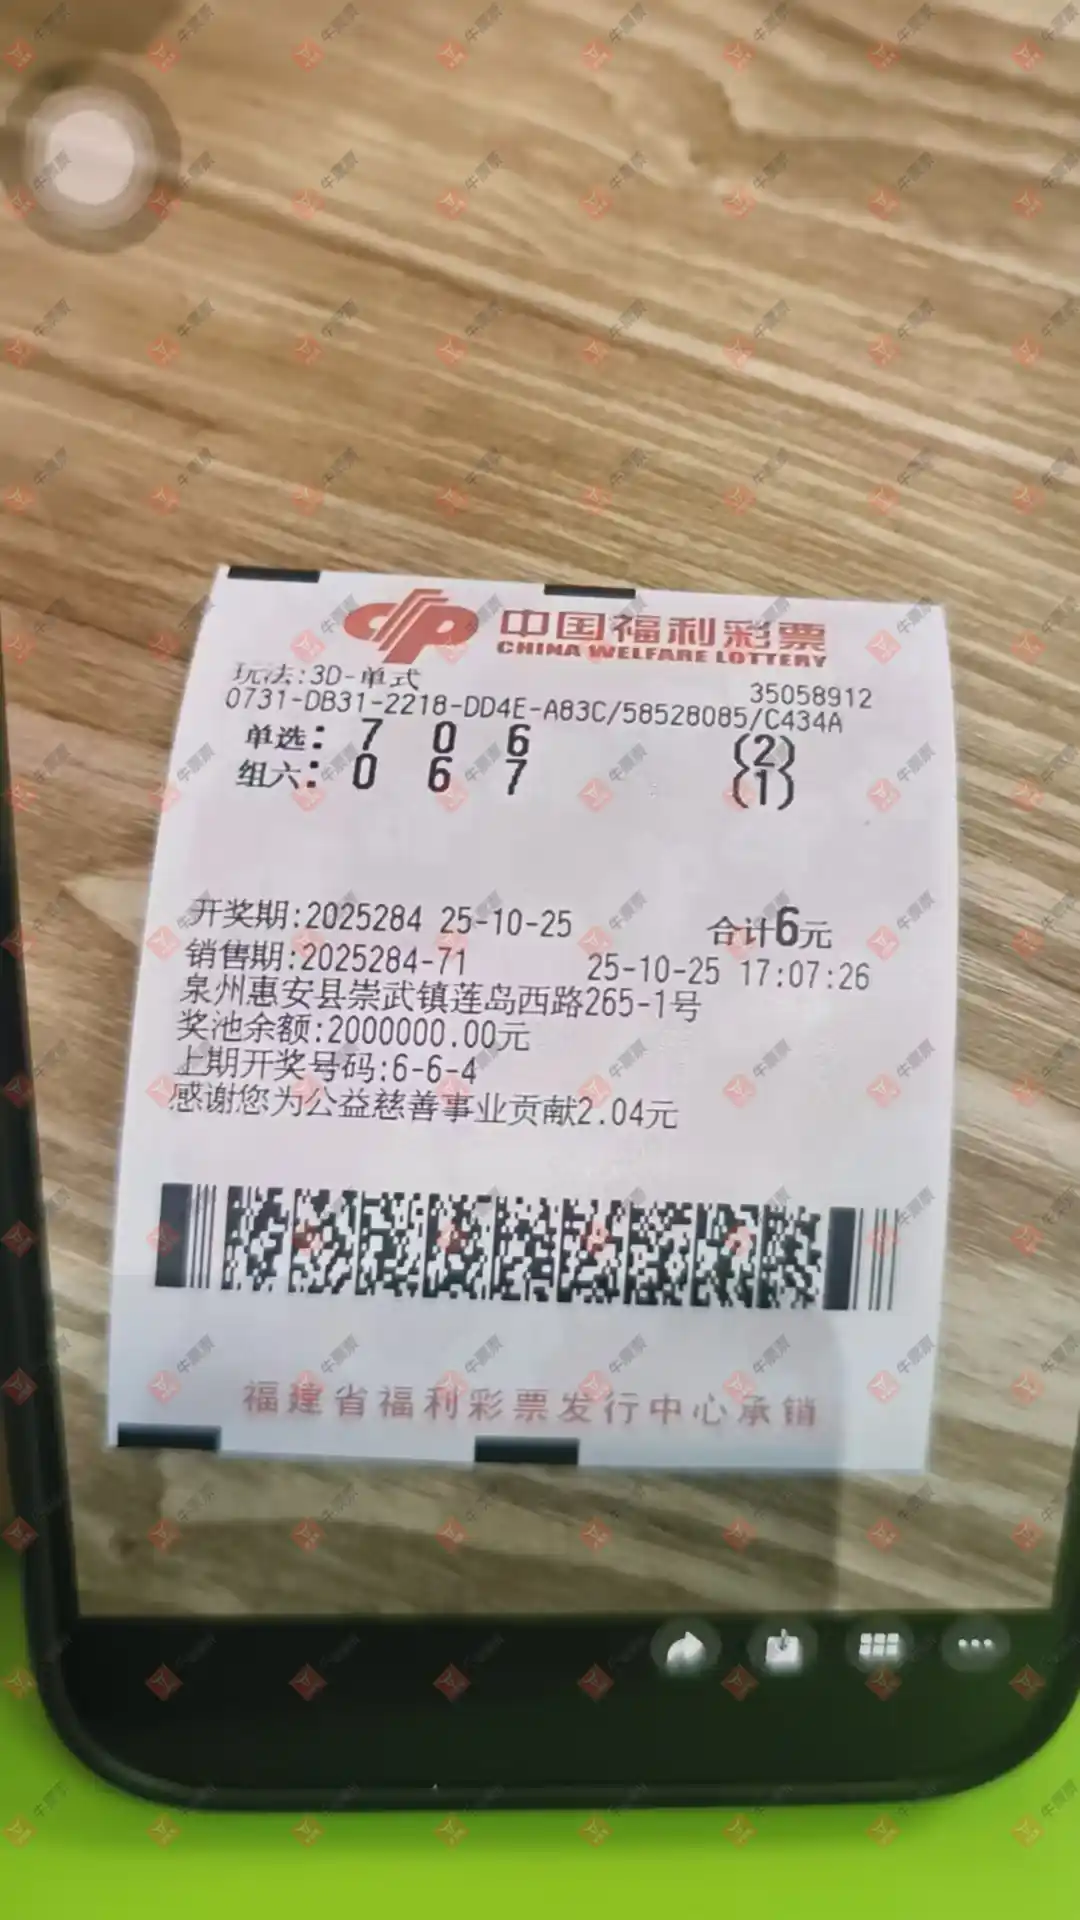 中国福利彩票
CHINA WELFARE LOTTERY
玩法:3D-单式 35058912
0731-DB31-2218-DD4E-A83C/58528085/C434A
单选: 7 0 6 (2)
组六: 0 6 7 (1)
开奖期:2025284 25-10-25 合计6元
销售期:2025284-71 25-10-25 17:07:26
泉州惠安县崇武镇莲岛西路265-1号
奖池余额:2000000.00元
上期开奖号码:6-6-4
感谢您为公益慈善事业贡献2.04元
福建省福利彩票发行中心承销